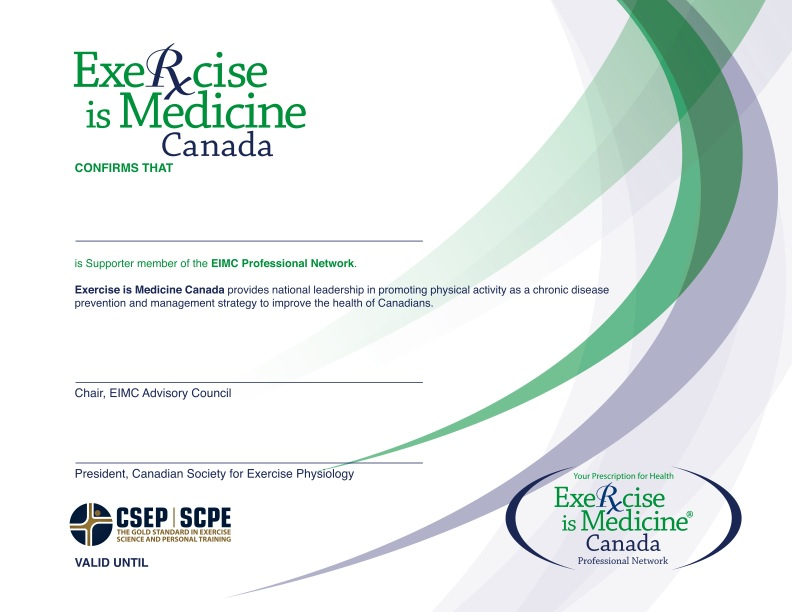 ExeRxcise
is Medicine
Canada
CONFIRMS THAT
is Supporter member of the EIMC Professional Network.
Exercise is Medicine Canada provides national leadership in promoting physical activity as a chronic disease
prevention and management strategy to improve the health of Canadians.
Chair, EIMC Advisory Council
President, Canadian Society for Exercise Physiology
CSEP | SCPE
THE GOLD STANDARD IN EXERCISE
SCIENCE AND PERSONAL TRAINING
VALID UNTIL
Your Prescription for Health
ExeRxcise
is Medicine®
Canada
Professional Network